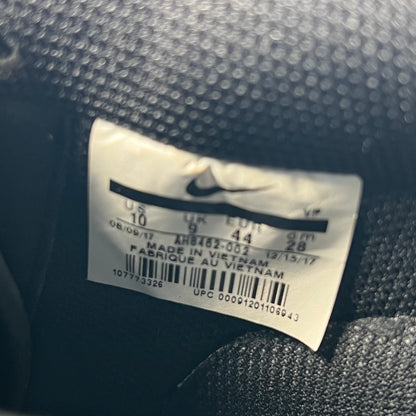 VP
US UK EUR cm
10 9 44 28
08/09/17 AH8462-002 12/15/17
MADE IN VIETNAM
FABRIQUE AU VIETNAM
107773326
UPC 00091201106943